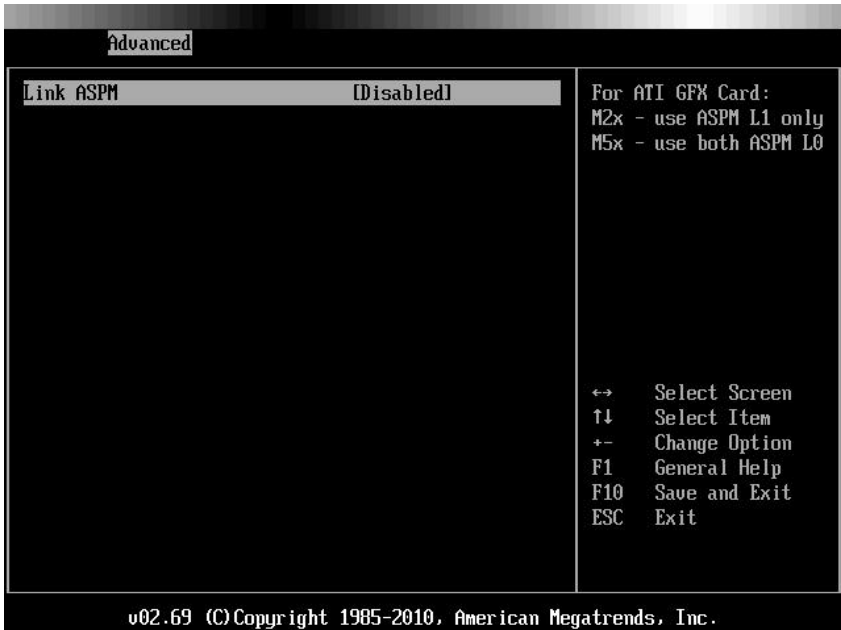 Advanced
Link ASPM [Disabled]
For ATI GFX Card:
M2x - use ASPM L1 only
M5x - use both ASPM L0
←→ Select Screen
↑↓ Select Item
+- Change Option
F1 General Help
F10 Save and Exit
ESC Exit
v02.69 (C)Copyright 1985-2010, American Megatrends, Inc.